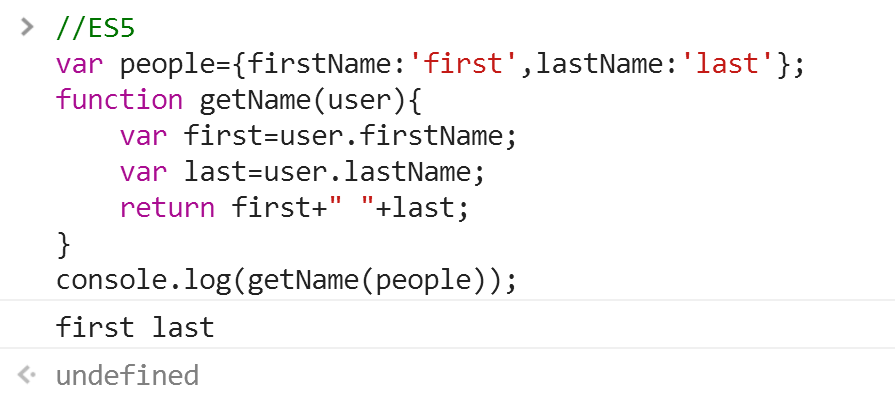 //ES5
var people={firstName:'first',lastName:'last'};
function getName(user){
    var first=user.firstName;
    var last=user.lastName;
    return first+" "+last;
}
console.log(getName(people));
first last
undefined